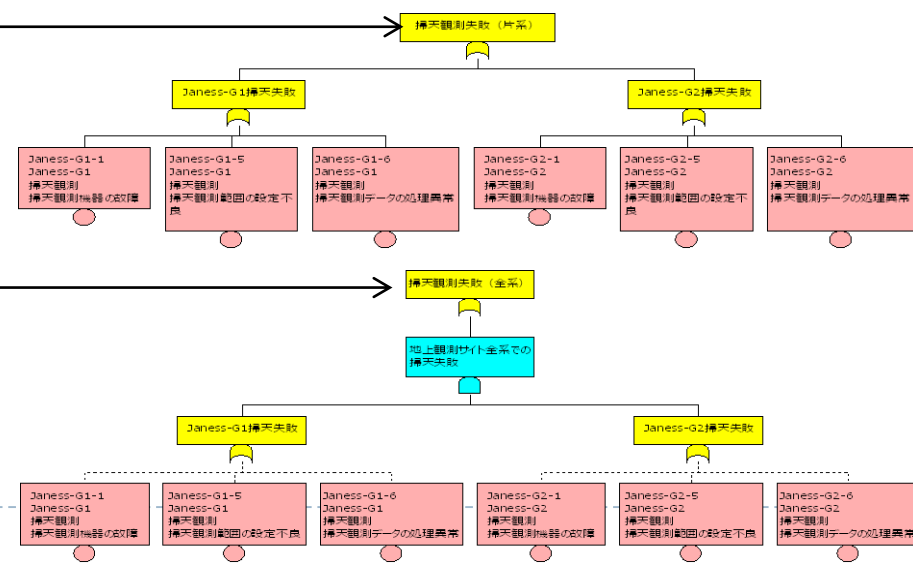 掃天観測失敗（片系）
Janess-G1掃天失敗
Janess-G2掃天失敗
Janess-G1-1
Janess-G1
掃天観測
掃天観測機器の故障
Janess-G1-5
Janess-G1
掃天観測
掃天観測範囲の設定不
良
Janess-G1-6
Janess-G1
掃天観測
掃天観測データの処理異常
Janess-G2-1
Janess-G2
掃天観測
掃天観測機器の故障
Janess-G2-5
Janess-G2
掃天観測
掃天観測範囲の設定不
良
Janess-G2-6
Janess-G2
掃天観測
掃天観測データの処理異常
掃天観測失敗（全系）
地上観測サイト全系での
掃天失敗
Janess-G1掃天失敗
Janess-G2掃天失敗
Janess-G1-1
Janess-G1
掃天観測
掃天観測機器の故障
Janess-G1-5
Janess-G1
掃天観測
掃天観測範囲の設定不良
Janess-G1-6
Janess-G1
掃天観測
掃天観測データの処理異常
Janess-G2-1
Janess-G2
掃天観測
掃天観測機器の故障
Janess-G2-5
Janess-G2
掃天観測
掃天観測範囲の設定不良
Janess-G2-6
Janess-G2
掃天観測
掃天観測データの処理異常